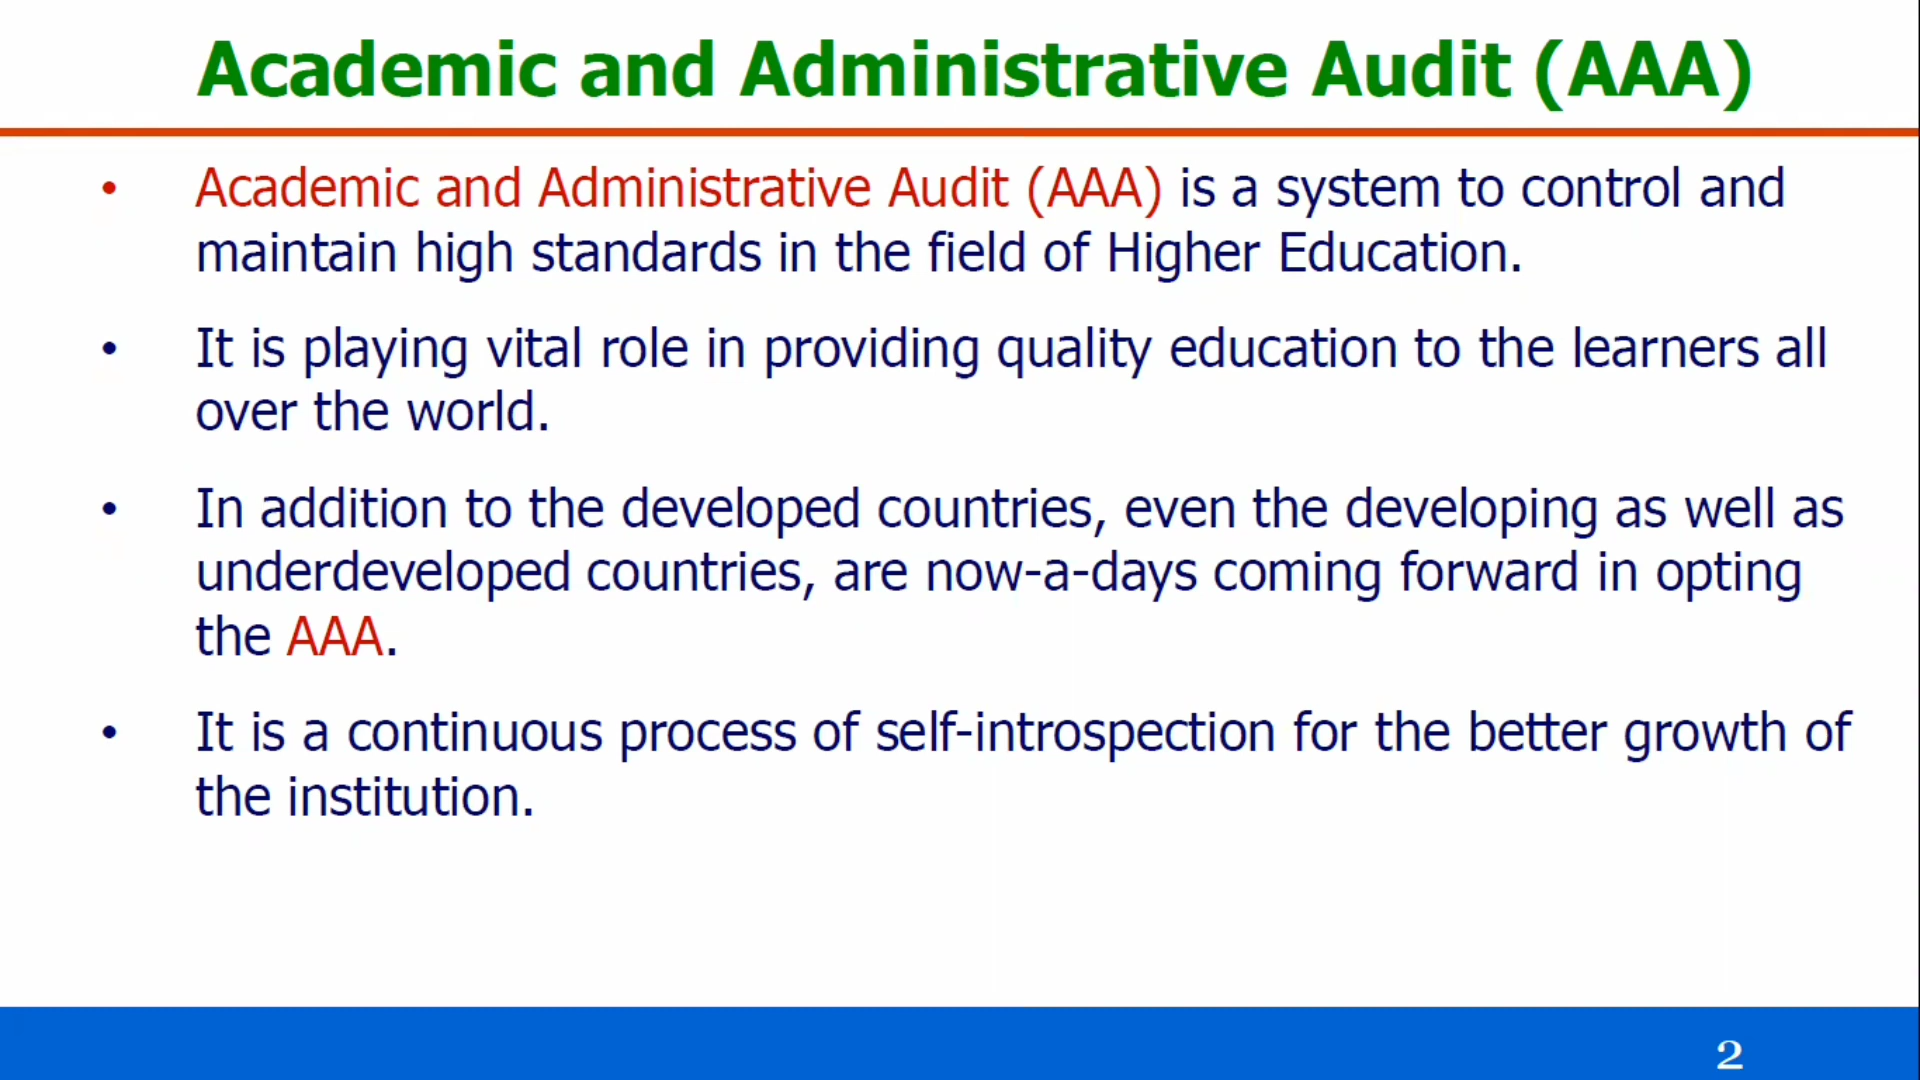 Academic and Administrative Audit (AAA)
• Academic and Administrative Audit (AAA) is a system to control and
maintain high standards in the field of Higher Education.
• It is playing vital role in providing quality education to the learners all
over the world.
• In addition to the developed countries, even the developing as well as
underdeveloped countries, are now-a-days coming forward in opting
the AAA.
• It is a continuous process of self-introspection for the better growth of
the institution.
2